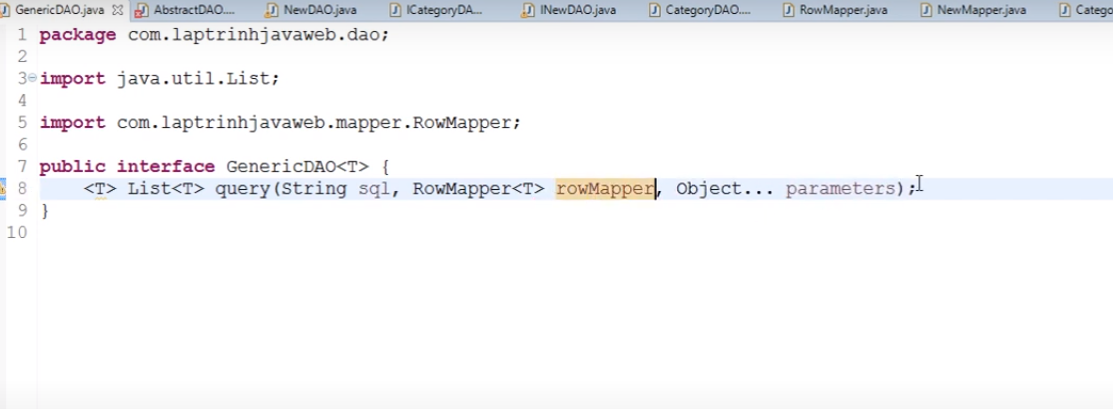 GenericDAO.java AbstractDAO.... NewDAO.java ICategoryDA... INewDAO.java CategoryDAO.... RowMapper.java NewMapper.java Catego
1 package com.laptrinhjavaweb.dao;
2
3 import java.util.List;
4
5 import com.laptrinhjavaweb.mapper.RowMapper;
6
7 public interface GenericDAO<T> {
8 <T> List<T> query(String sql, RowMapper<T> rowMapper, Object... parameters);
9 }
10